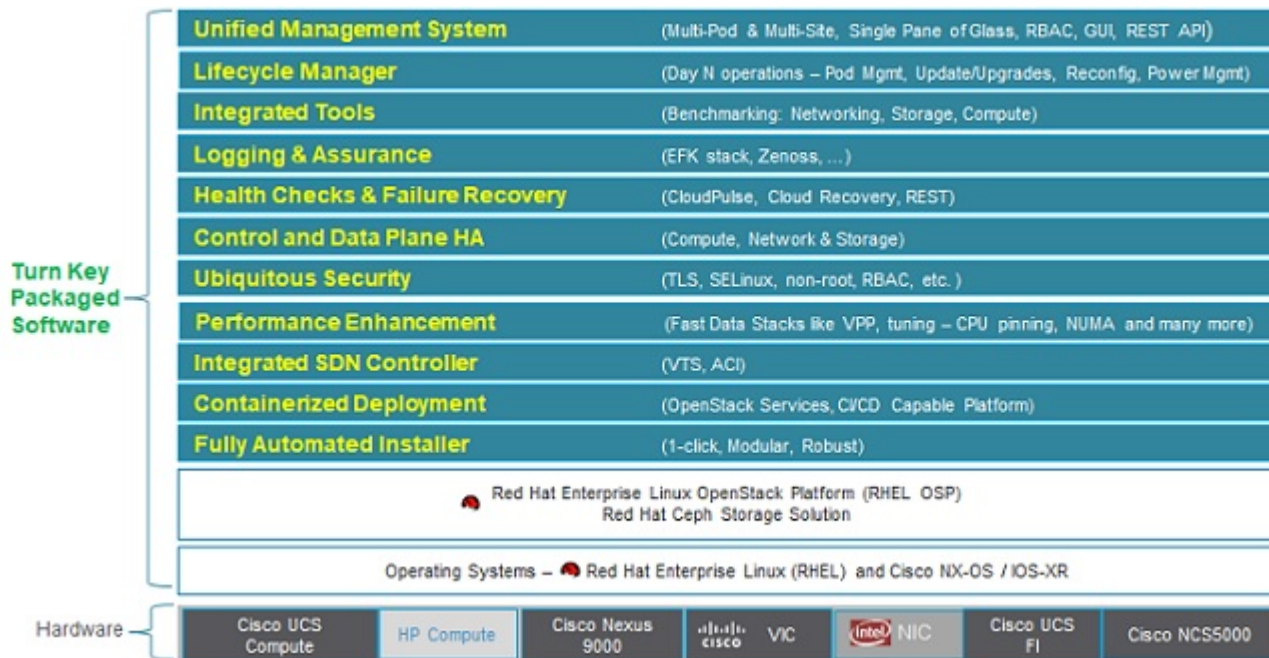 Unified Management System (Multi-Pod & Multi-Site, Single Pane of Glass, RBAC, GUI, REST API)
Lifecycle Manager (Day N operations – Pod Mgmt, Update/Upgrades, Reconfig, Power Mgmt)
Integrated Tools (Benchmarking: Networking, Storage, Compute)
Logging & Assurance (EFK stack, Zenoss, ...)
Health Checks & Failure Recovery (CloudPulse, Cloud Recovery, REST)
Control and Data Plane HA (Compute, Network & Storage)
Turn Key
Packaged
Software
Ubiquitous Security (TLS, SELinux, non-root, RBAC, etc. )
Performance Enhancement (Fast Data Stacks like VPP, tuning – CPU pinning, NUMA and many more)
Integrated SDN Controller (VTS, ACI)
Containerized Deployment (OpenStack Services, CI/CD Capable Platform)
Fully Automated Installer (1-click, Modular, Robust)
Red Hat Enterprise Linux OpenStack Platform (RHEL OSP)
Red Hat Ceph Storage Solution
Operating Systems – Red Hat Enterprise Linux (RHEL) and Cisco NX-OS / IOS-XR
Hardware
Cisco UCS
Compute
HP Compute
Cisco Nexus
9000
CISCO VIC
intel NIC
Cisco UCS
FI
Cisco NCS5000